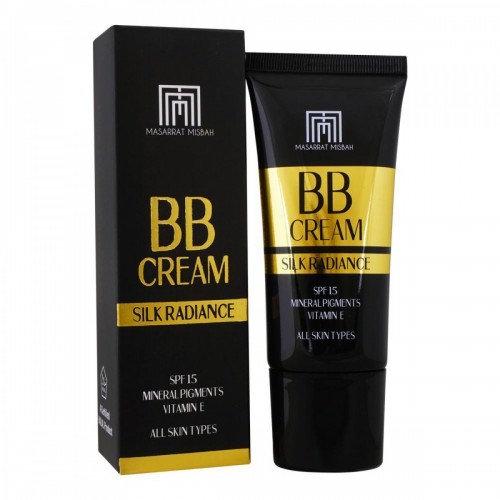 MASARRAT MISBAH
BB
CREAM
SILK RADIANCE
SPF 15
MINERAL PIGMENTS
VITAMIN E
ALL SKIN TYPES
MASARRAT MISBAH
BB
CREAM
SILK RADIANCE
SPF 15
MINERAL PIGMENTS
VITAMIN E
ALL SKIN TYPES